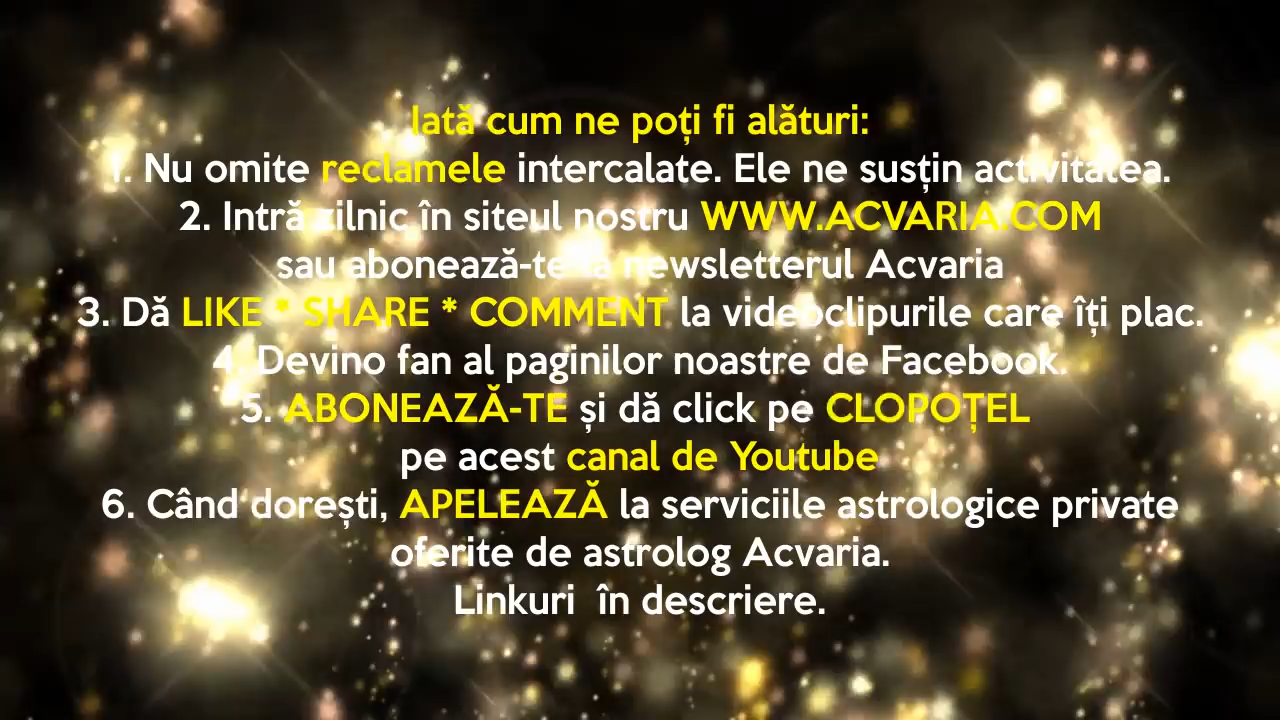 Iată cum ne poți fi alături:
1. Nu omite reclamele intercalate. Ele ne susțin activitatea.
2. Intră zilnic în siteul nostru WWW.ACVARIA.COM
sau abonează-te la newsletterul Acvaria
3. Dă LIKE * SHARE * COMMENT la videoclipurile care îți plac.
4. Devino fan al paginilor noastre de Facebook.
5. ABONEAZĂ-TE și dă click pe CLOPOȚEL
pe acest canal de Youtube
6. Când dorești, APELEAZĂ la serviciile astrologice private
oferite de astrolog Acvaria.
Linkuri în descriere.